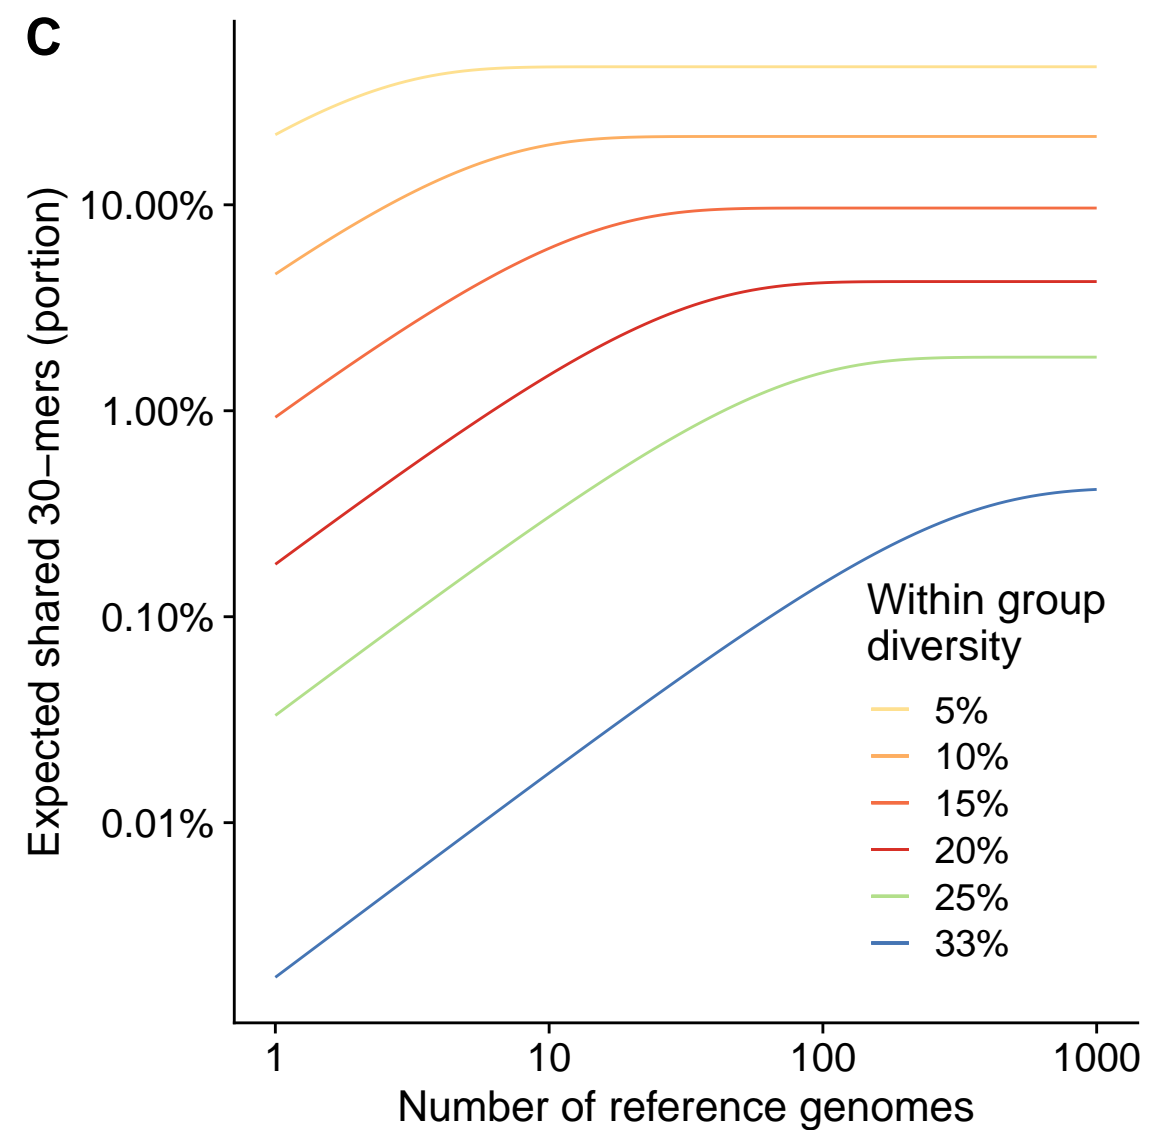 C
Expected shared 30−mers (portion)
10.00%
1.00%
0.10%
0.01%
Within group
diversity
5%
10%
15%
20%
25%
33%
1
10
100
1000
Number of reference genomes